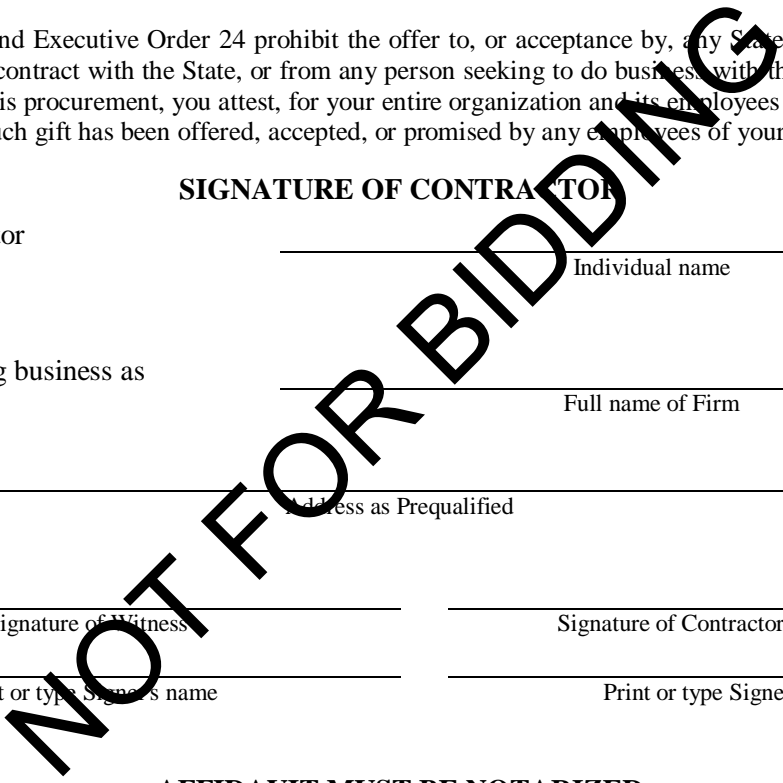 nd Executive Order 24 prohibit the offer to, or acceptance by, any State
contract with the State, or from any person seeking to do business with th
is procurement, you attest, for your entire organization and its employees
uch gift has been offered, accepted, or promised by any employees of your
SIGNATURE OF CONTRACTOR
tor
Individual name
g business as
Full name of Firm
Address as Prequalified
ignature of Witness
Signature of Contractor
t or type Signer's name
Print or type Signe
AFFIDAVIT MUST BE NOTARIZED
NOT FOR BIDDING